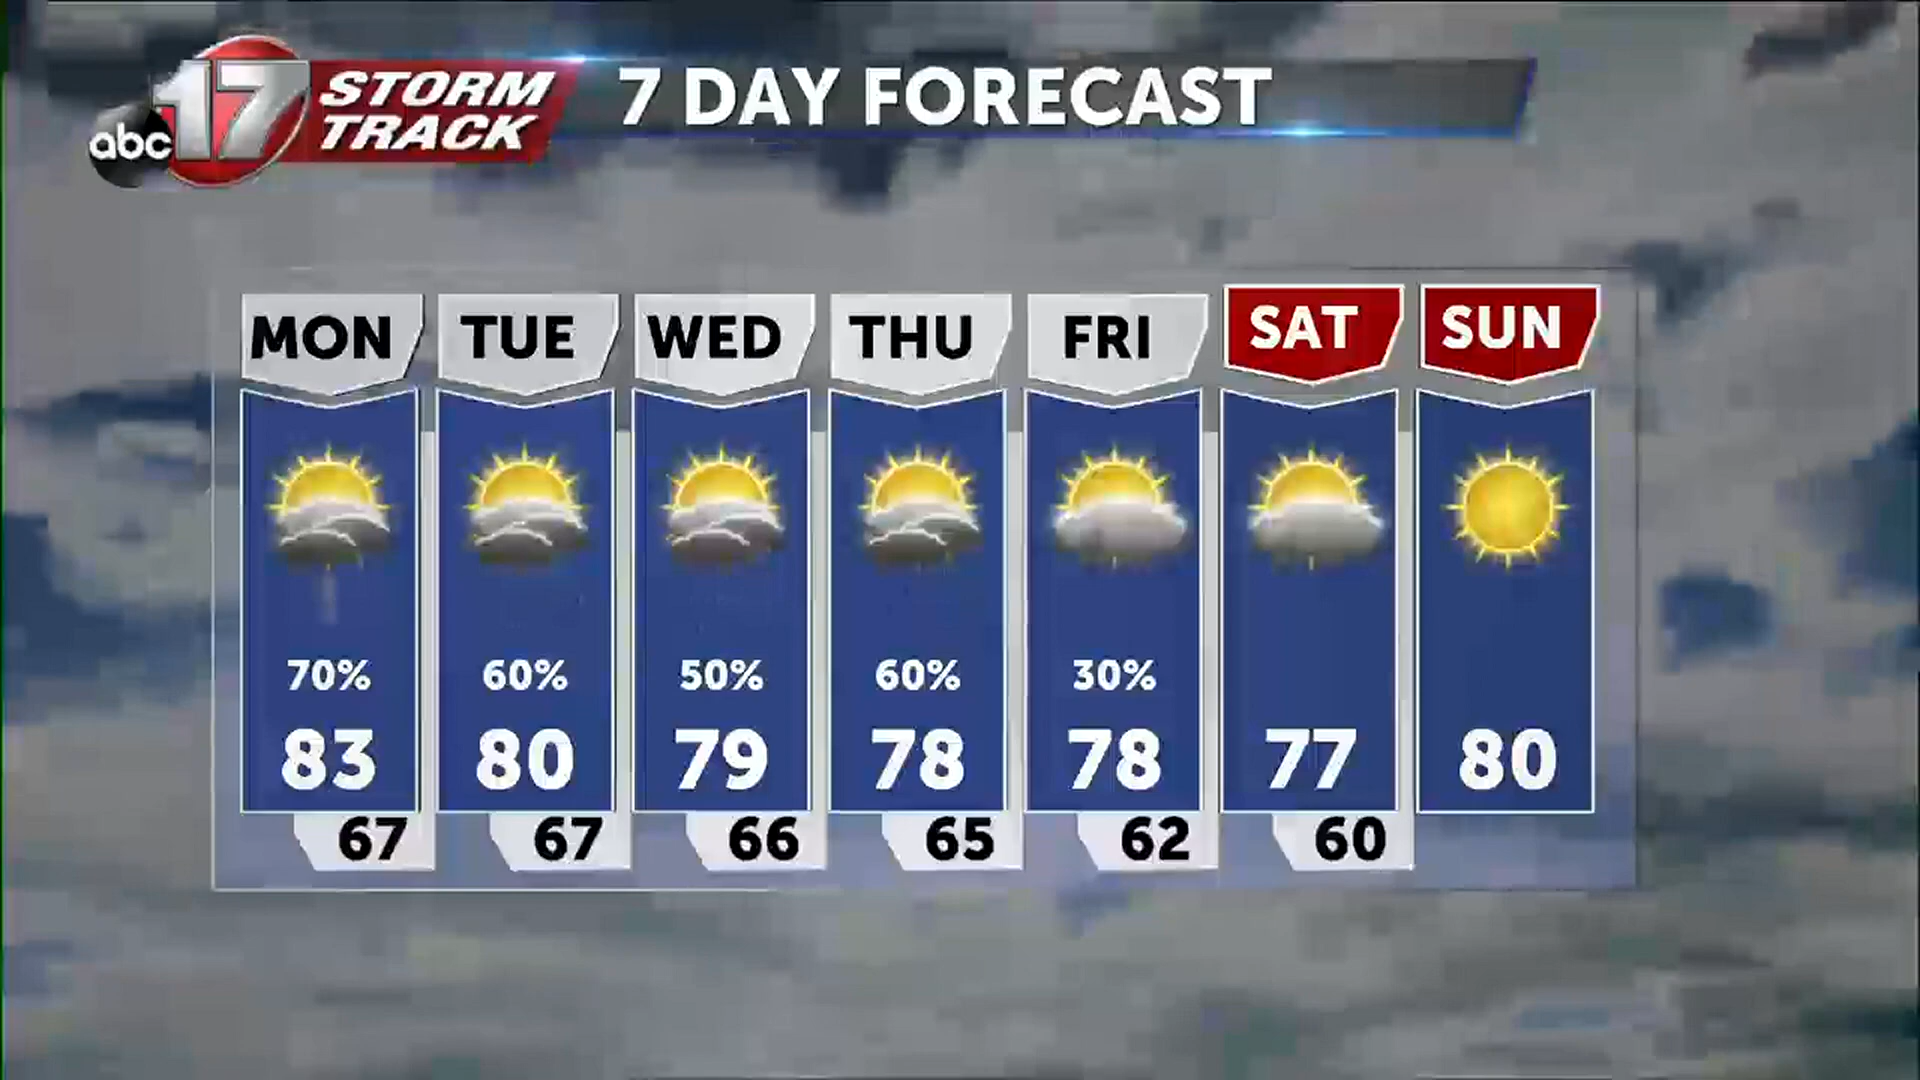 abc 17 STORM TRACK
7 DAY FORECAST
MON TUE WED THU FRI SAT SUN
70% 60% 50% 60% 30%
83 80 79 78 78 77 80
67 67 66 65 62 60